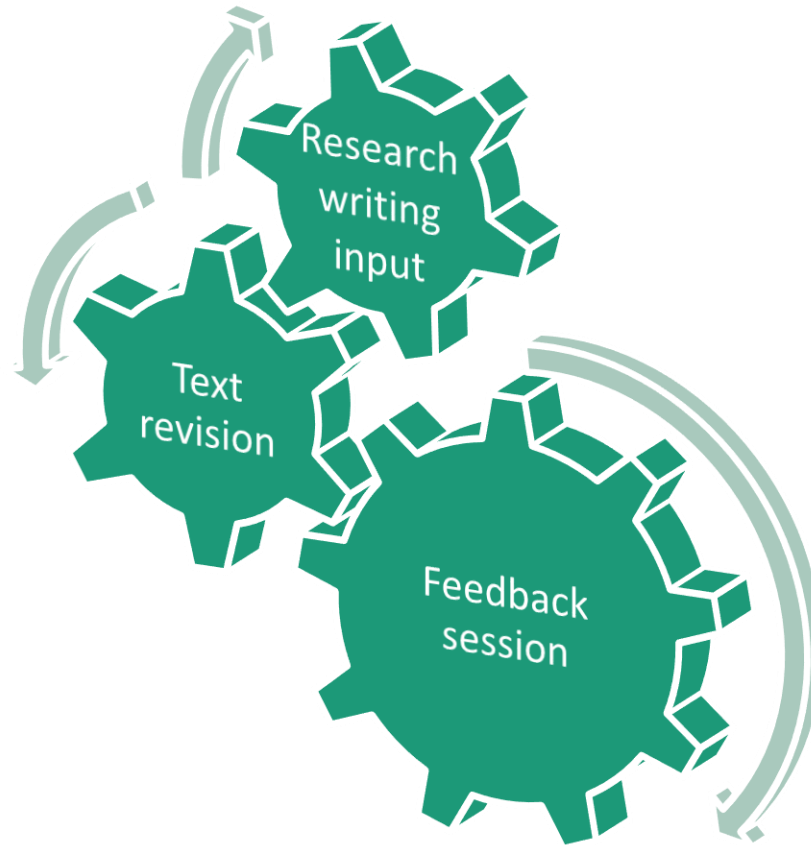 Research
writing
input
Text
revision
Feedback
session